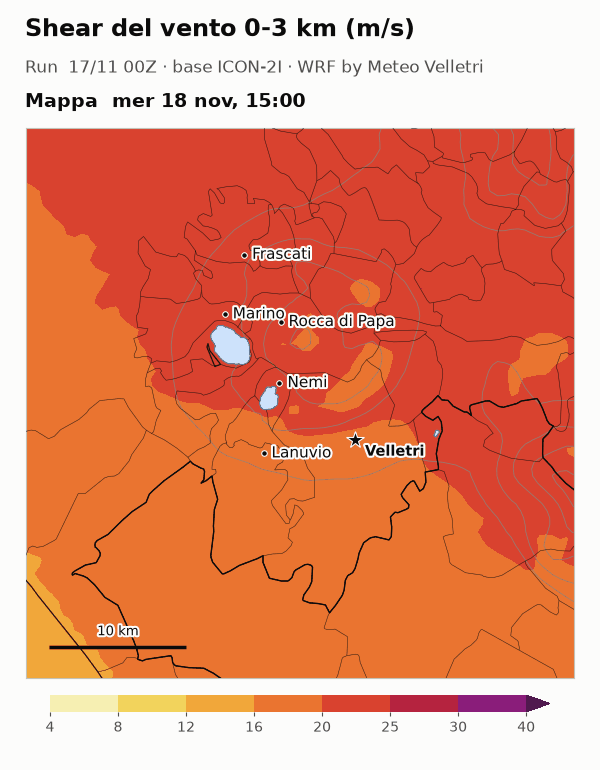 Shear del vento 0-3 km (m/s)
Run  17/11 00Z · base ICON-2I · WRF by Meteo Velletri
Mappa  mer 18 nov, 15:00
Frascati
Marino
Rocca di Papa
Nemi
Velletri
Lanuvio
10 km
4 8 12 16 20 25 30 40